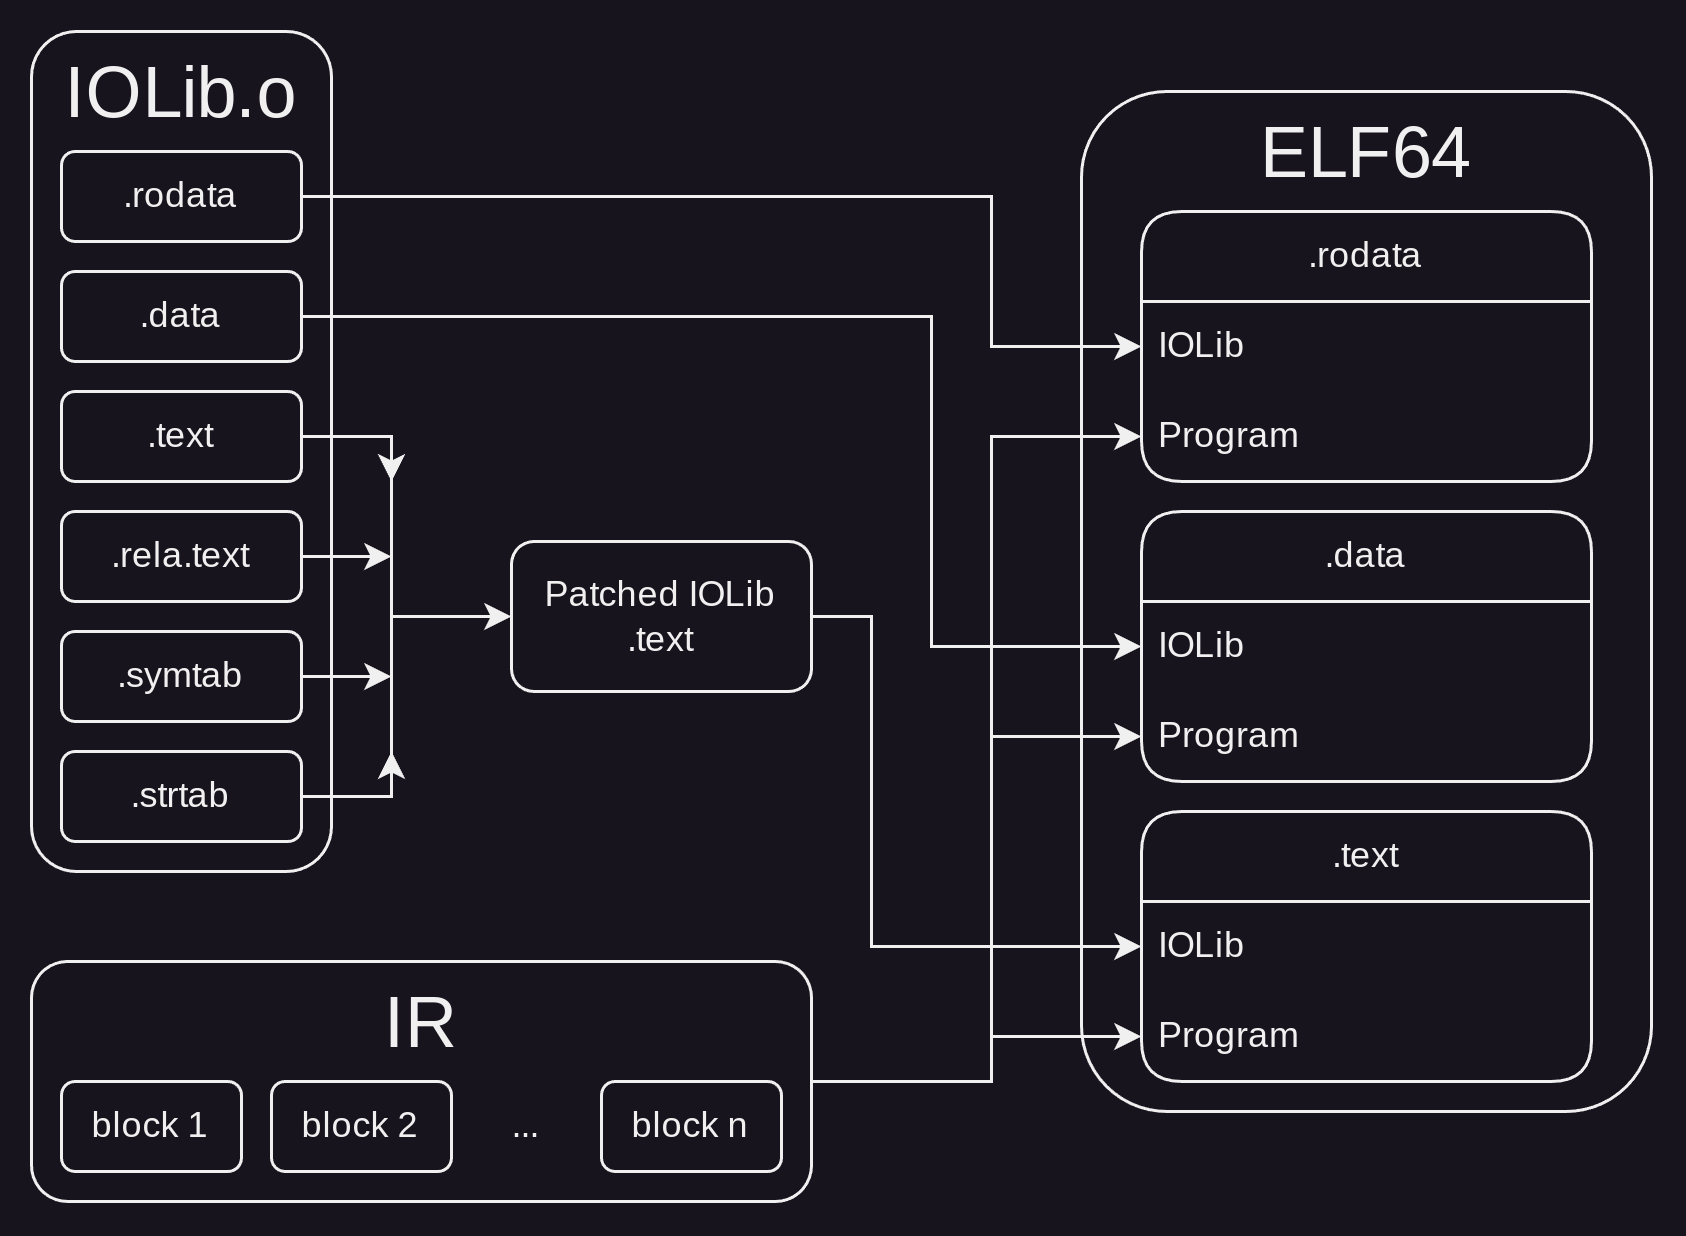 IOLib.o
.rodata
.data
.text
.rela.text
.symtab
.strtab
Patched IOLib
.text
IR
block 1
block 2
...
block n
ELF64
.rodata
IOLib
Program
.data
IOLib
Program
.text
IOLib
Program